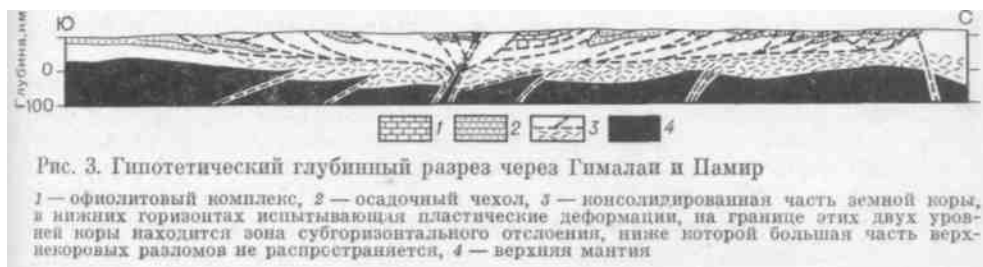 Ю С
Глубина, км
0
100
1 2 3 4
Рис. 3. Гипотетический глубинный разрез через Гималаи и Памир
1 — офиолитовый комплекс, 2 — осадочный чехол, 3 — консолидированная часть земной коры,
в нижних горизонтах испытывающая пластические деформации, на границе этих двух уров-
ней коры находится зона субгоризонтального отслоения, ниже которой большая часть верх-
некоровых разломов не распространяется, 4 — верхняя мантия